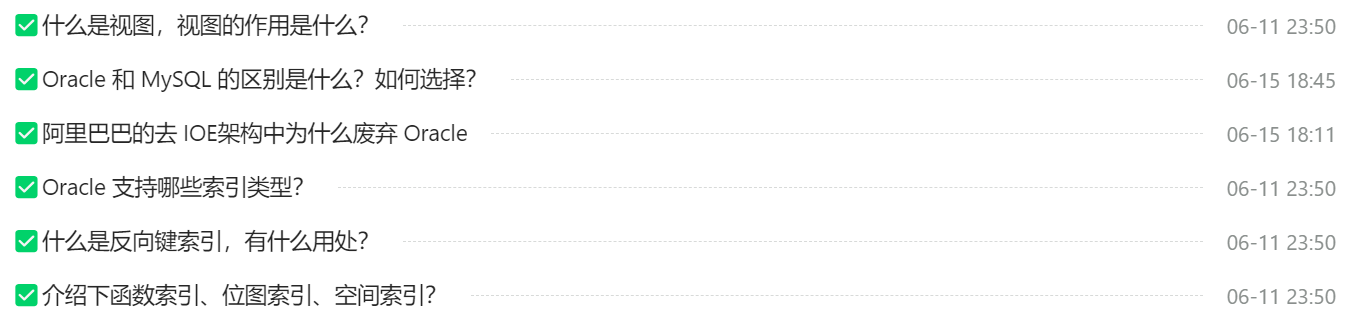 什么是视图，视图的作用是什么？ 06-11 23:50
Oracle 和 MySQL 的区别是什么？如何选择？ 06-15 18:45
阿里巴巴的去 IOE架构中为什么废弃 Oracle 06-15 18:11
Oracle 支持哪些索引类型？ 06-11 23:50
什么是反向键索引，有什么用处？ 06-11 23:50
介绍下函数索引、位图索引、空间索引？ 06-11 23:50